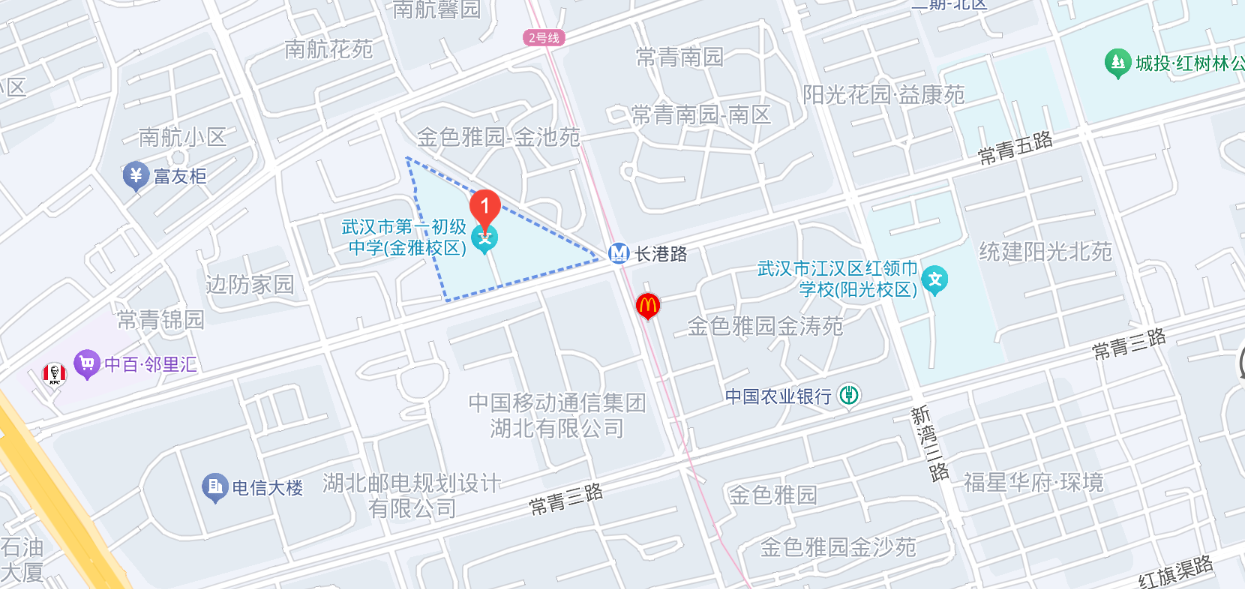 南航馨园
二期-北区
南航花苑
2号线
常青南园
城投·红树林公
小区
阳光花园·益康苑
南航小区
金色雅园-金池苑
常青南园-南区
常青五路
¥
富友柜
1
武汉市第一初级
中学(金雅校区)
文
长港路
统建阳光北苑
武汉市江汉区红领巾
学校(阳光校区)
文
边防家园
常青锦园
金色雅园金涛苑
常青三路
中百·邻里汇
KFC
中国农业银行
中国移动通信集团
湖北有限公司
新湾三路
电信大楼
湖北邮电规划设计
有限公司
常青三路
金色雅园
福星华府·琛境
石油
大厦
金色雅园金沙苑
红旗渠路